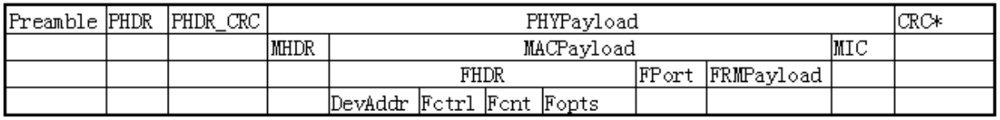 Preamble PHDR PHDR_CRC PHYPayload CRC*
MHDR MACPayload MIC
FHDR FPort FRMPayload
DevAddr Fctrl Fcnt Fopts